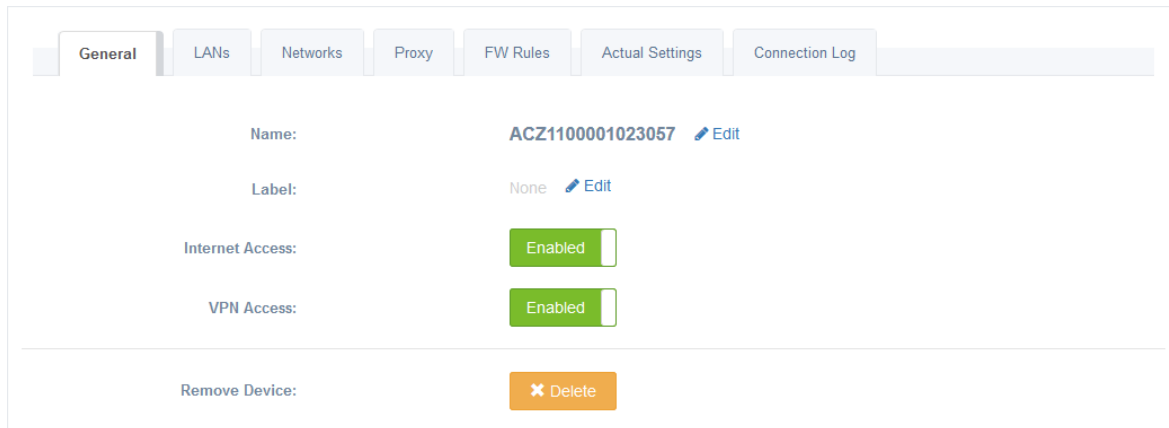 General LANs Networks Proxy FW Rules Actual Settings Connection Log
Name: ACZ1100001023057 Edit
Label: None Edit
Internet Access: Enabled
VPN Access: Enabled
Remove Device: Delete